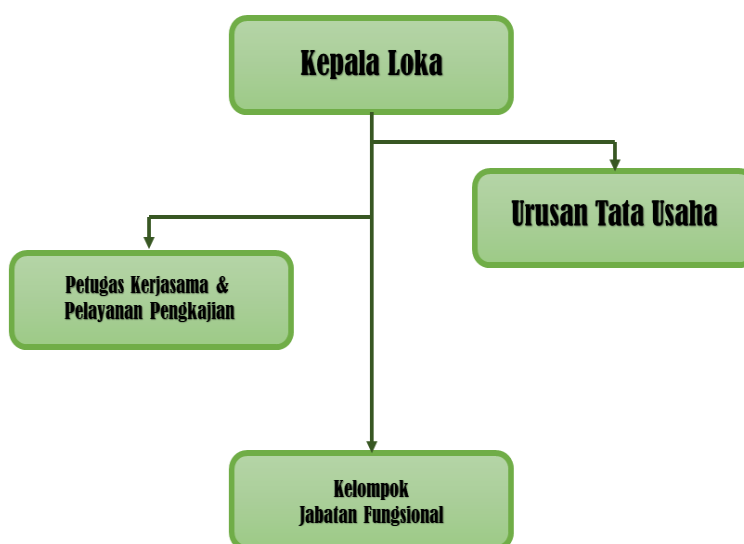 Kepala Loka
Urusan Tata Usaha
Petugas Kerjasama &
Pelayanan Pengkajian
Kelompok
Jabatan Fungsional